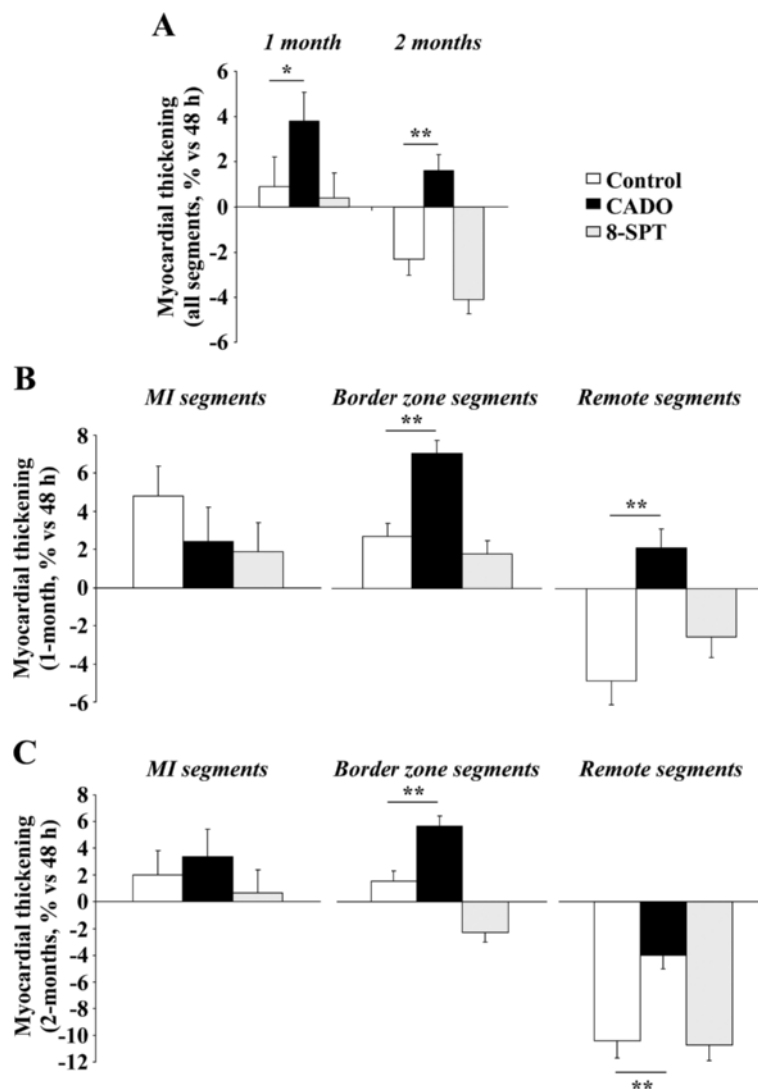 A
1 month 2 months
Myocardial thickening
(all segments, % vs 48 h)
6
4
2
0
-2
-4
-6
*
**
Control
CADO
8-SPT
B
MI segments Border zone segments Remote segments
Myocardial thickening
(1-month, % vs 48 h)
8
6
4
2
0
-2
-4
-6
**
**
C
MI segments Border zone segments Remote segments
Myocardial thickening
(2-months, % vs 48 h)
8
6
4
2
0
-2
-4
-6
-8
-10
-12
**
**